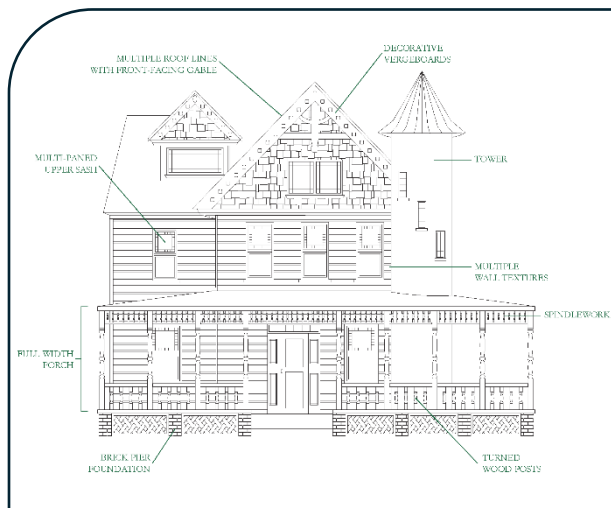 MULTIPLE ROOF LINES
WITH FRONT-FACING GABLE
DECORATIVE
VERGEBOARDS
MULTI-PANED
UPPER SASH
TOWER
MULTIPLE
WALL TEXTURES
SPINDLEWORK
FULL WIDTH
PORCH
BRICK PIER
FOUNDATION
TURNED
WOOD POSTS